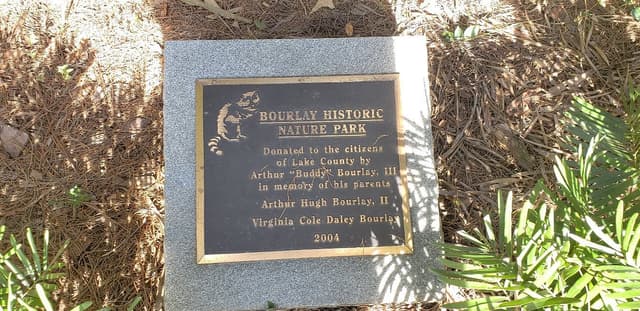 BOURLAY HISTORIC
NATURE PARK
Donated to the citizens
of Lake County by
Arthur "Buddy" Bourlay, III
in memory of his parents
Arthur Hugh Bourlay, II
Virginia Cole Daley Bourlay
2004